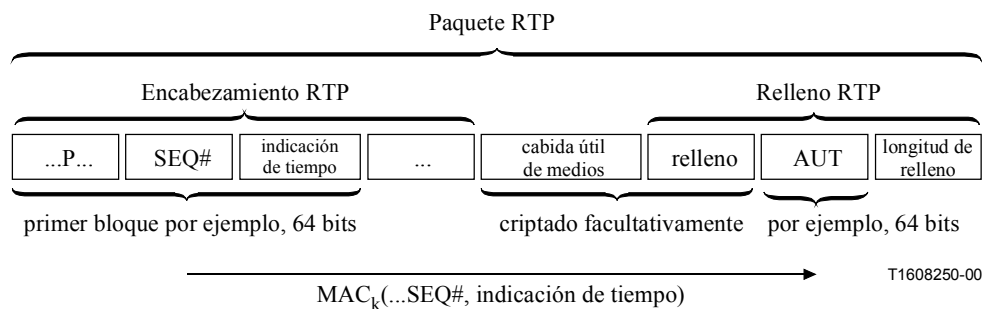 Paquete RTP
Encabezamiento RTP
Relleno RTP
...P...
SEQ#
indicación
de tiempo
...
cabida útil
de medios
relleno
AUT
longitud de
relleno
primer bloque por ejemplo, 64 bits
criptado facultativamente
por ejemplo, 64 bits
T1608250-00
MACk(...SEQ#, indicación de tiempo)